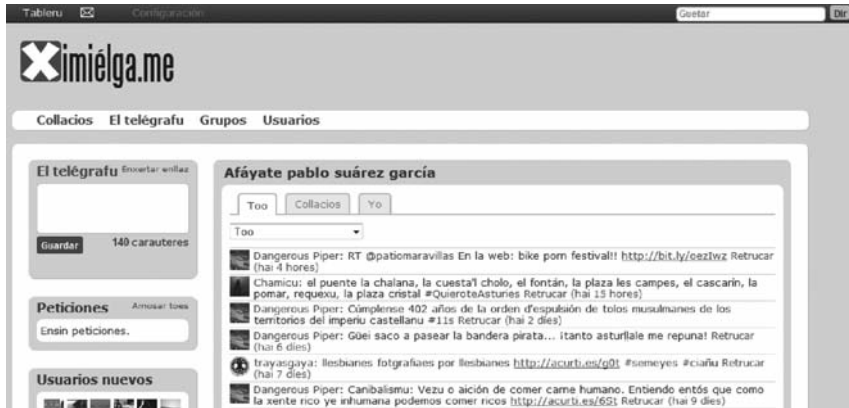 Tableru Configuración Guetar Dir
Ximiélga.me
Collacios El telégrafu Grupos Usuarios
El telégrafu Enxertar enllaz
Guardar 140 carauteres
Peticiones Amosar toes
Ensin peticiones.
Usuarios nuevos
Afáyate pablo suárez garcía
Too Collacios Yo
Too
Dangerous Piper: RT @patiomaravillas En la web: bike porn festival!! http://bit.ly/oezIwz Retrucar
(hai 4 hores)
Chamicu: el puente la chalana, la cuesta'l cholo, el fontán, la plaza les campes, el cascarín, la
pomar, requexu, la plaza cristal #QuieroteAsturies Retrucar (hai 15 hores)
Dangerous Piper: Cúmplense 402 años de la orden d'espulsión de tolos musulmanes de los
territorios del imperiu castellanu #11s Retrucar (hai 2 díes)
Dangerous Piper: Güei saco a pasear la bandera pirata... ¡tanto asturllale me repuna! Retrucar
(hai 6 díes)
trayasgaya: llesbianes fotgrafiaes por llesbianes http://acurti.es/g0t #semeyes #ciañu Retrucar
(hai 7 díes)
Dangerous Piper: Canibalismu: Vezu o aición de comer carne humano. Entiendo entós que como
la xente rico ye inhumana podemos comer ricos http://acurti.es/6St Retrucar (hai 9 díes)